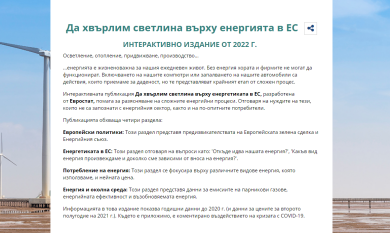 Да хвърлим светлина върху енергията в ЕС
ИНТЕРАКТИВНО ИЗДАНИЕ ОТ 2022 Г.
Осветление, отопление, придвижване, производство…
…енергията е жизненоважна за нашия ежедневен живот. Без енергия хората и фирмите не могат да
функционират. Включването на нашите компютри или запалването на нашите автомобили са
действия, които приемаме за даденост, но те представляват крайният етап от сложен процес.
Интерактивната публикация Да хвърлим светлина върху енергетиката в ЕС, разработена
от Евростат, помага за разясняване на сложните енергийни процеси. Отговаря на нуждите на тези,
които не са запознати с енергийния сектор, както и на по-опитните потребители.
Публикацията обхваща четири раздела:
Европейски политики: Този раздел представя предизвикателствата на Европейската зелена сделка и
Енергийния съюз.
Енергетиката в ЕС: Този раздел отговаря на въпроси като: 'Откъде идва нашата енергия?', 'Какъв вид
енергия произвеждаме и доколко сме зависими от вноса на енергия?'.
Потребление на енергия: Този раздел се фокусира върху различните видове енергия, които
използваме, и нейната цена.
Енергия и околна среда: Този раздел представя данни за емисиите на парникови газове,
енергийната ефективност и възобновяемата енергия.
Информацията в това издание показва годишни данни до 2020 г. (и данни за цените за второто
полугодие на 2021 г.). Където е приложимо, е коментирано въздействието на кризата с COVID-19.